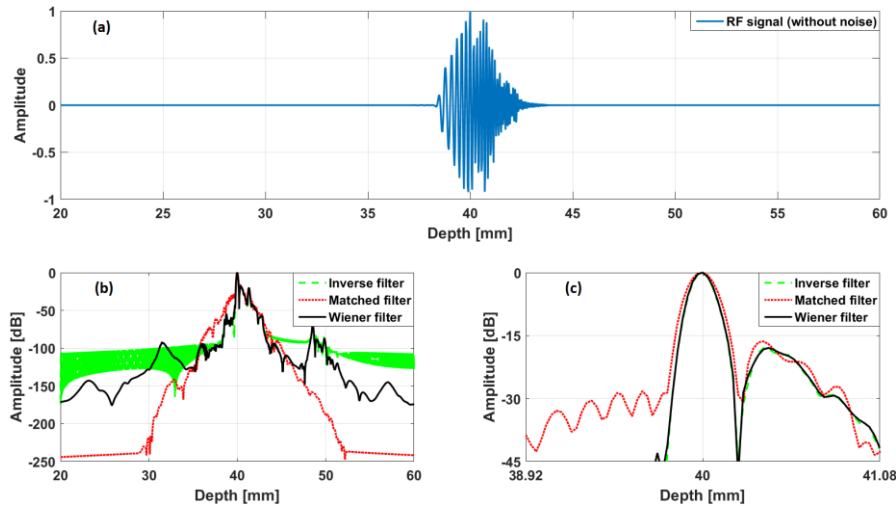 (a)
RF signal (without noise)
1
0.5
0
-0.5
-1
Amplitude
20 25 30 35 40 45 50 55 60
Depth [mm]
(b)
Inverse filter
Matched filter
Wiener filter
0
-50
-100
-150
-200
-250
Amplitude [dB]
20 30 40 50 60
Depth [mm]
(c)
Inverse filter
Matched filter
Wiener filter
0
-15
-30
-45
Amplitude [dB]
38.92 40 41.08
Depth [mm]